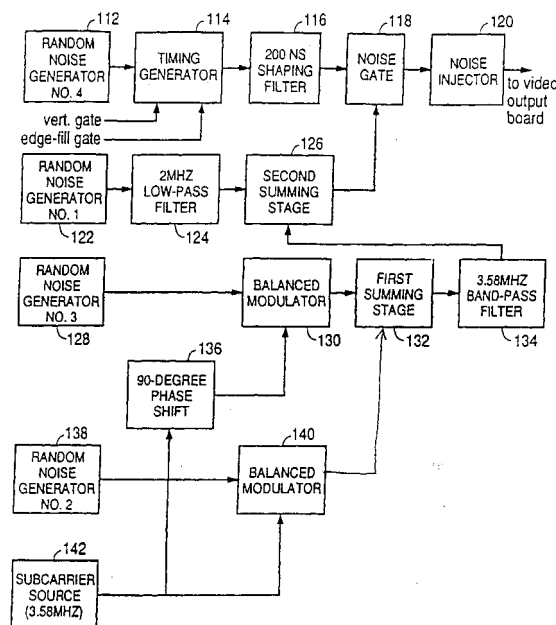 112
114
116
118
120
RANDOM
NOISE
GENERATOR
NO. 4
TIMING
GENERATOR
200 NS
SHAPING
FILTER
NOISE
GATE
NOISE
INJECTOR
to video
output
board
vert. gate
edge-fill gate
126
RANDOM
NOISE
GENERATOR
NO. 1
2MHZ
LOW-PASS
FILTER
SECOND
SUMMING
STAGE
122
124
RANDOM
NOISE
GENERATOR
NO. 3
BALANCED
MODULATOR
FIRST
SUMMING
STAGE
3.58MHZ
BAND-PASS
FILTER
128
130
132
134
136
90-DEGREE
PHASE
SHIFT
138
140
RANDOM
NOISE
GENERATOR
NO. 2
BALANCED
MODULATOR
142
SUBCARRIER
SOURCE
(3.58MHZ)